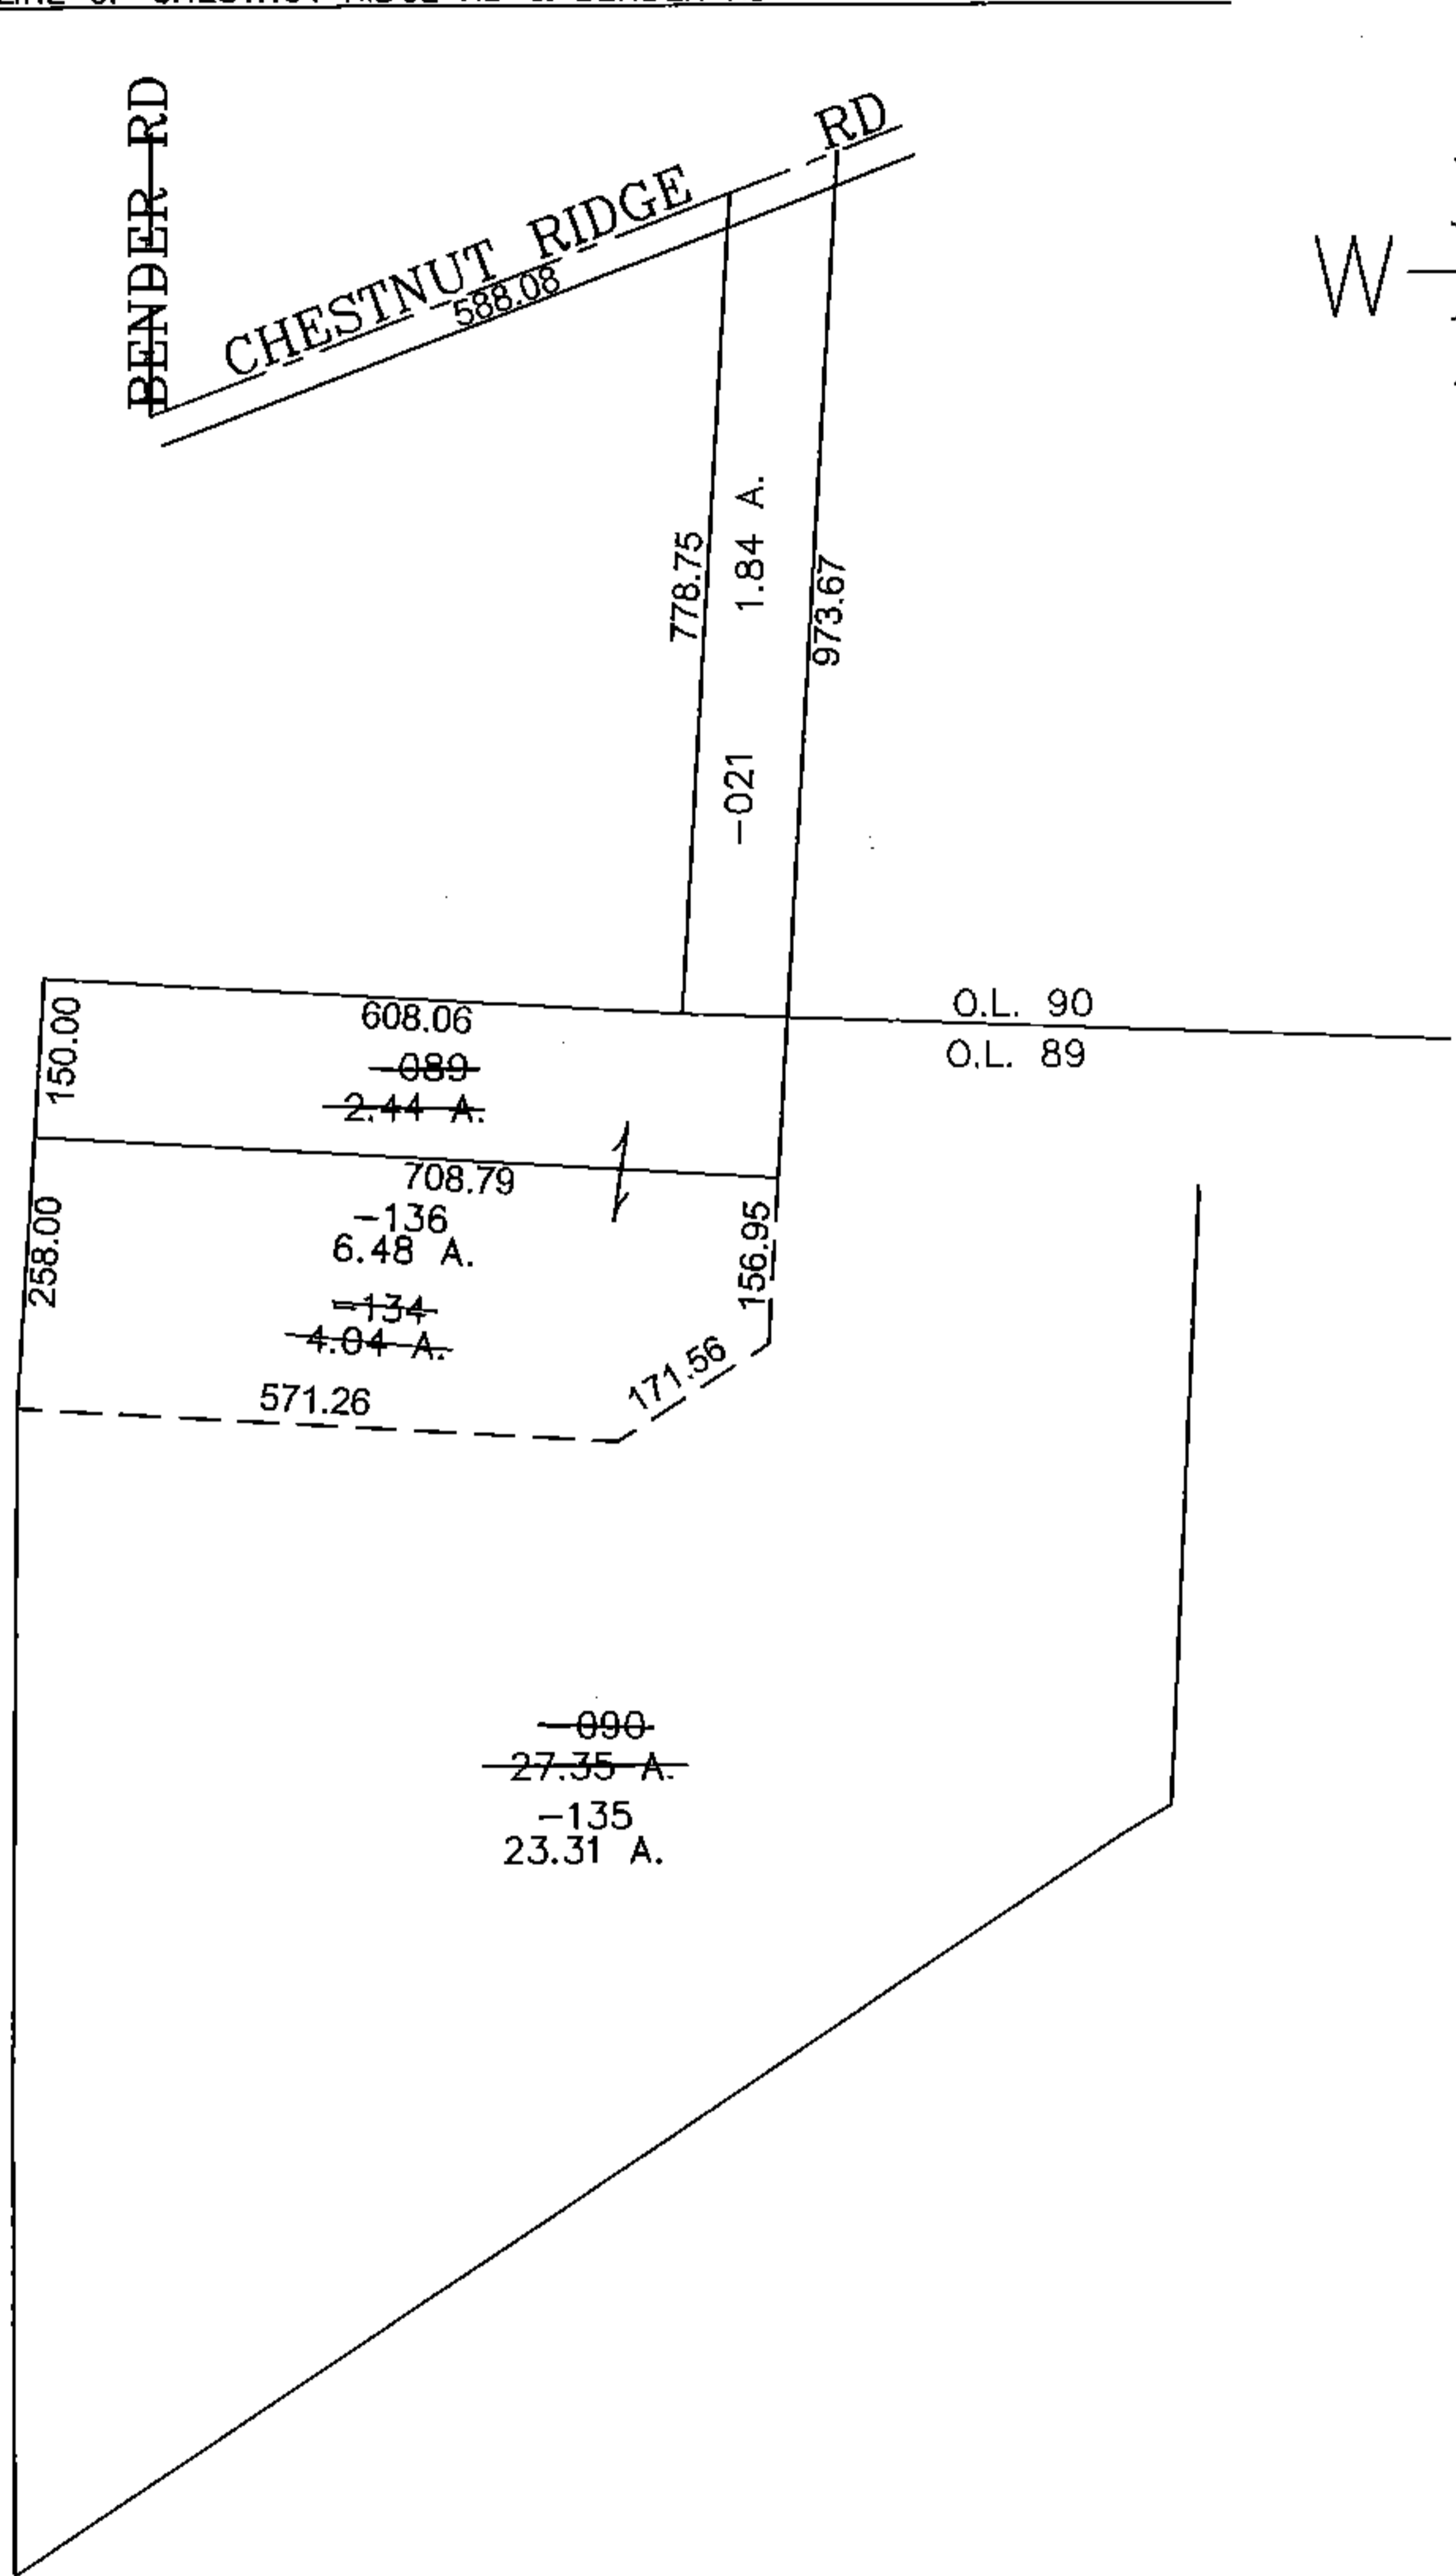 BENDER RD
CHESTNUT RIDGE RD
588.08
W
778.75
1.84 A.
973.67
-021
150.00
608.06
O.L. 90
O.L. 89
-089
2.44 A.
708.79
258.00
-136
6.48 A.
156.95
-134
4.04 A.
171.56
571.26
-090
27.35 A.
-135
23.31 A.